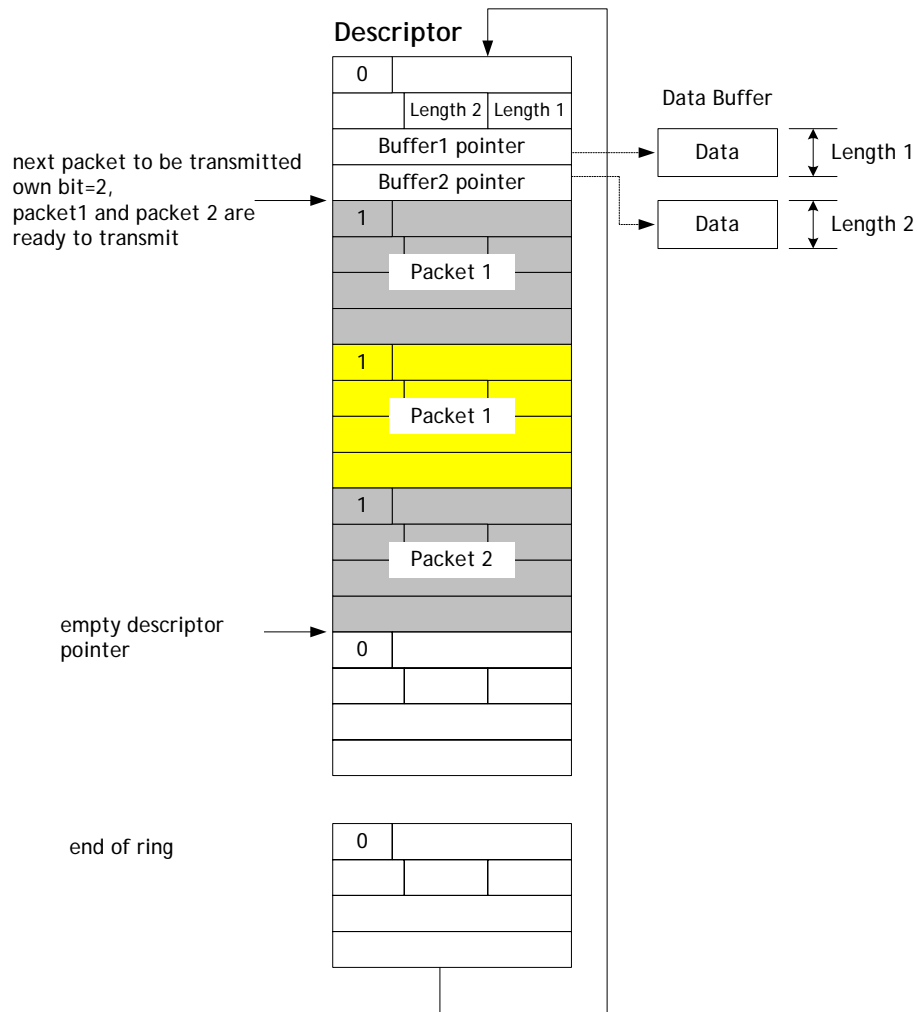 Descriptor
0
Length 2 Length 1
Data Buffer
Buffer1 pointer
Data
Length 1
Buffer2 pointer
Data
Length 2
next packet to be transmitted
own bit=2,
packet1 and packet 2 are
ready to transmit
1
Packet 1
1
Packet 1
1
Packet 2
empty descriptor
pointer
0
end of ring
0